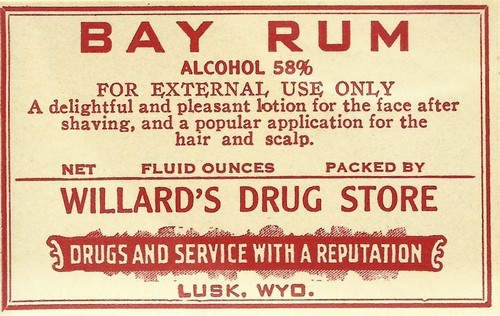 BAY RUM
ALCOHOL 58%
FOR EXTERNAL USE ONLY
A delightful and pleasant lotion for the face after
shaving, and a popular application for the
hair and scalp.
NET FLUID OUNCES PACKED BY
WILLARD'S DRUG STORE
DRUGS AND SERVICE WITH A REPUTATION
LUSK, WYO.